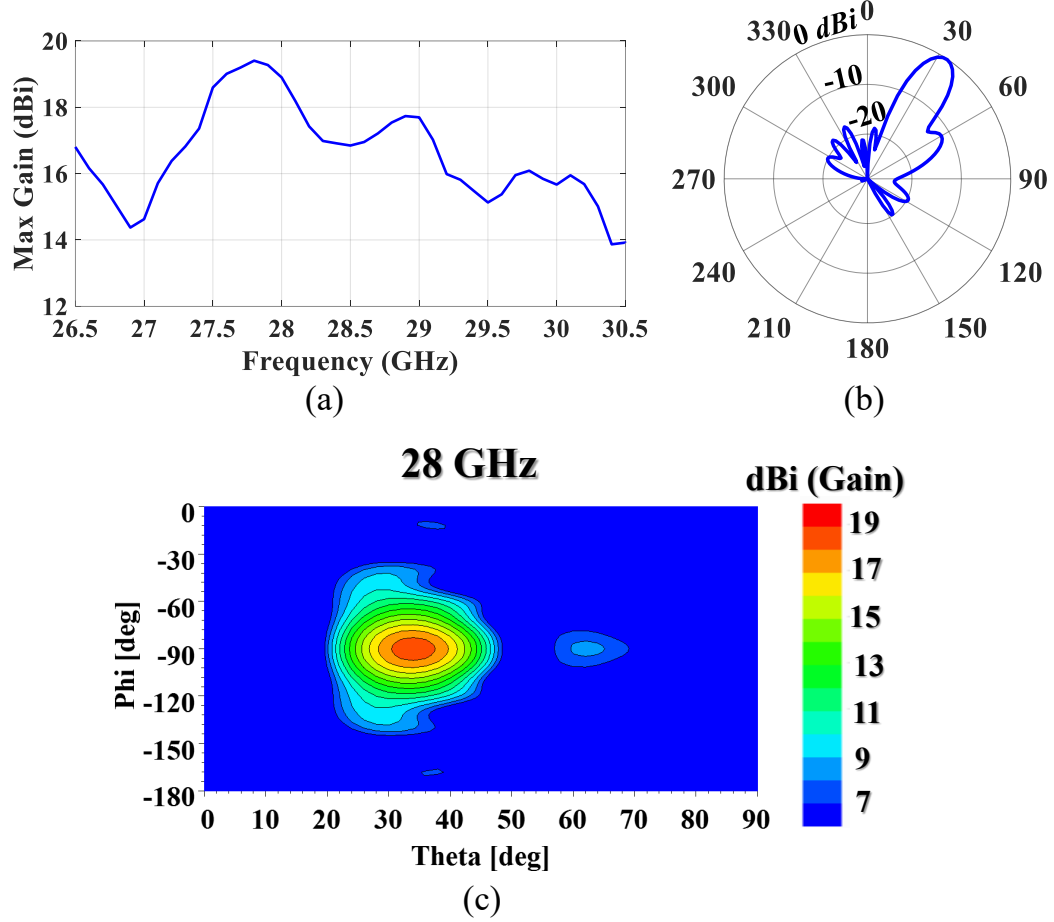 20
18
16
14
12
Max Gain (dBi)
26.5 27 27.5 28 28.5 29 29.5 30 30.5
Frequency (GHz)
(a)
0
330 0 dBi 30
300 -10 60
-20
270 90
240 120
210 150
180
(b)
28 GHz
dBi (Gain)
0
-30
-60
-90
-120
-150
-180
Phi [deg]
0 10 20 30 40 50 60 70 80 90
Theta [deg]
19
17
15
13
11
9
7
(c)